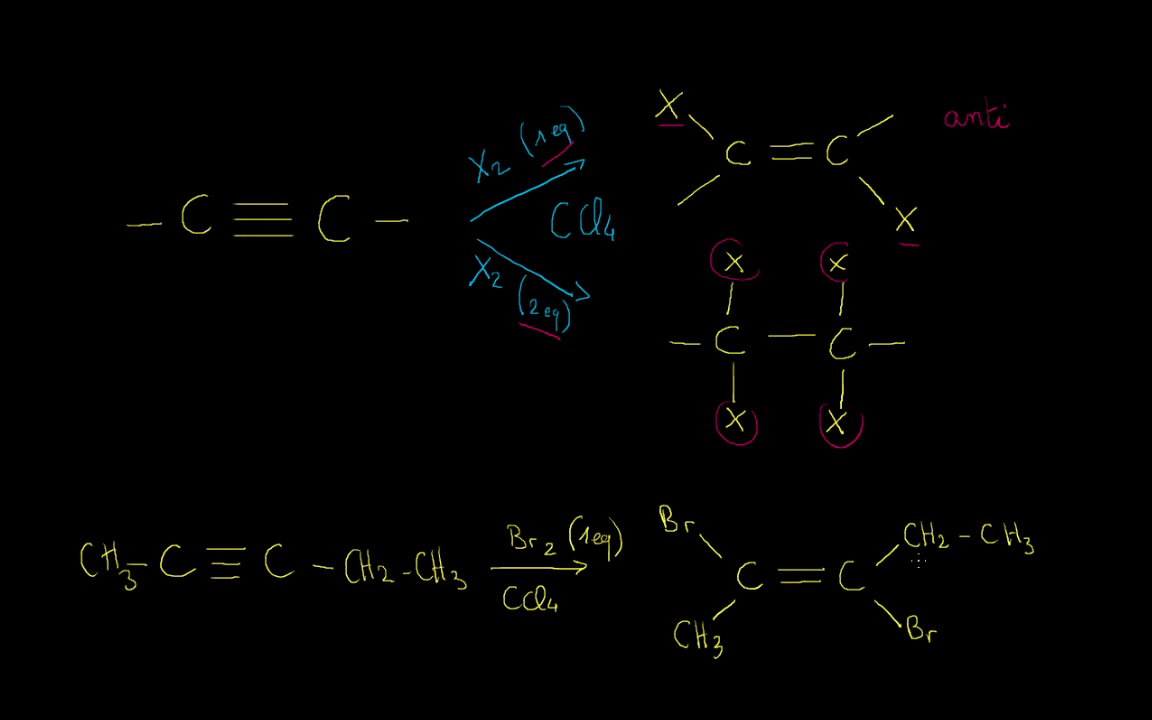 X
anti
X₂ (1eq)
C = C
– C ≡ C –
CCl₄
X
X₂ (2eq)
X X
– C – C –
X X
CH₃ – C ≡ C – CH₂ – CH₃
Br₂ (1eq)
CCl₄
Br
CH₂ – CH₃
C = C
CH₃
Br